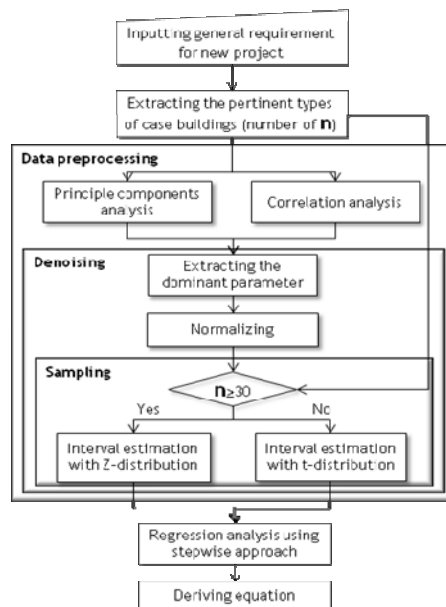 Inputting general requirement
for new project
Extracting the pertinent types
of case buildings (number of n)
Data preprocessing
Principle components
analysis
Correlation analysis
Denoising
Extracting the
dominant parameter
Normalizing
Sampling
n≥30
Yes
No
Interval estimation
with Z-distribution
Interval estimation
with t-distribution
Regression analysis using
stepwise approach
Deriving equation